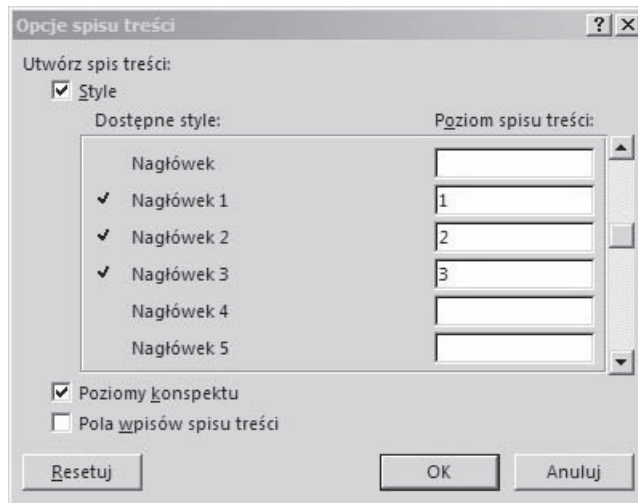 Opcje spisu treści
Utwórz spis treści:
Style
Dostępne style: Poziom spisu treści:
Nagłówek
Nagłówek 1 1
Nagłówek 2 2
Nagłówek 3 3
Nagłówek 4
Nagłówek 5
Poziomy konspektu
Pola wpisów spisu treści
Resetuj OK Anuluj